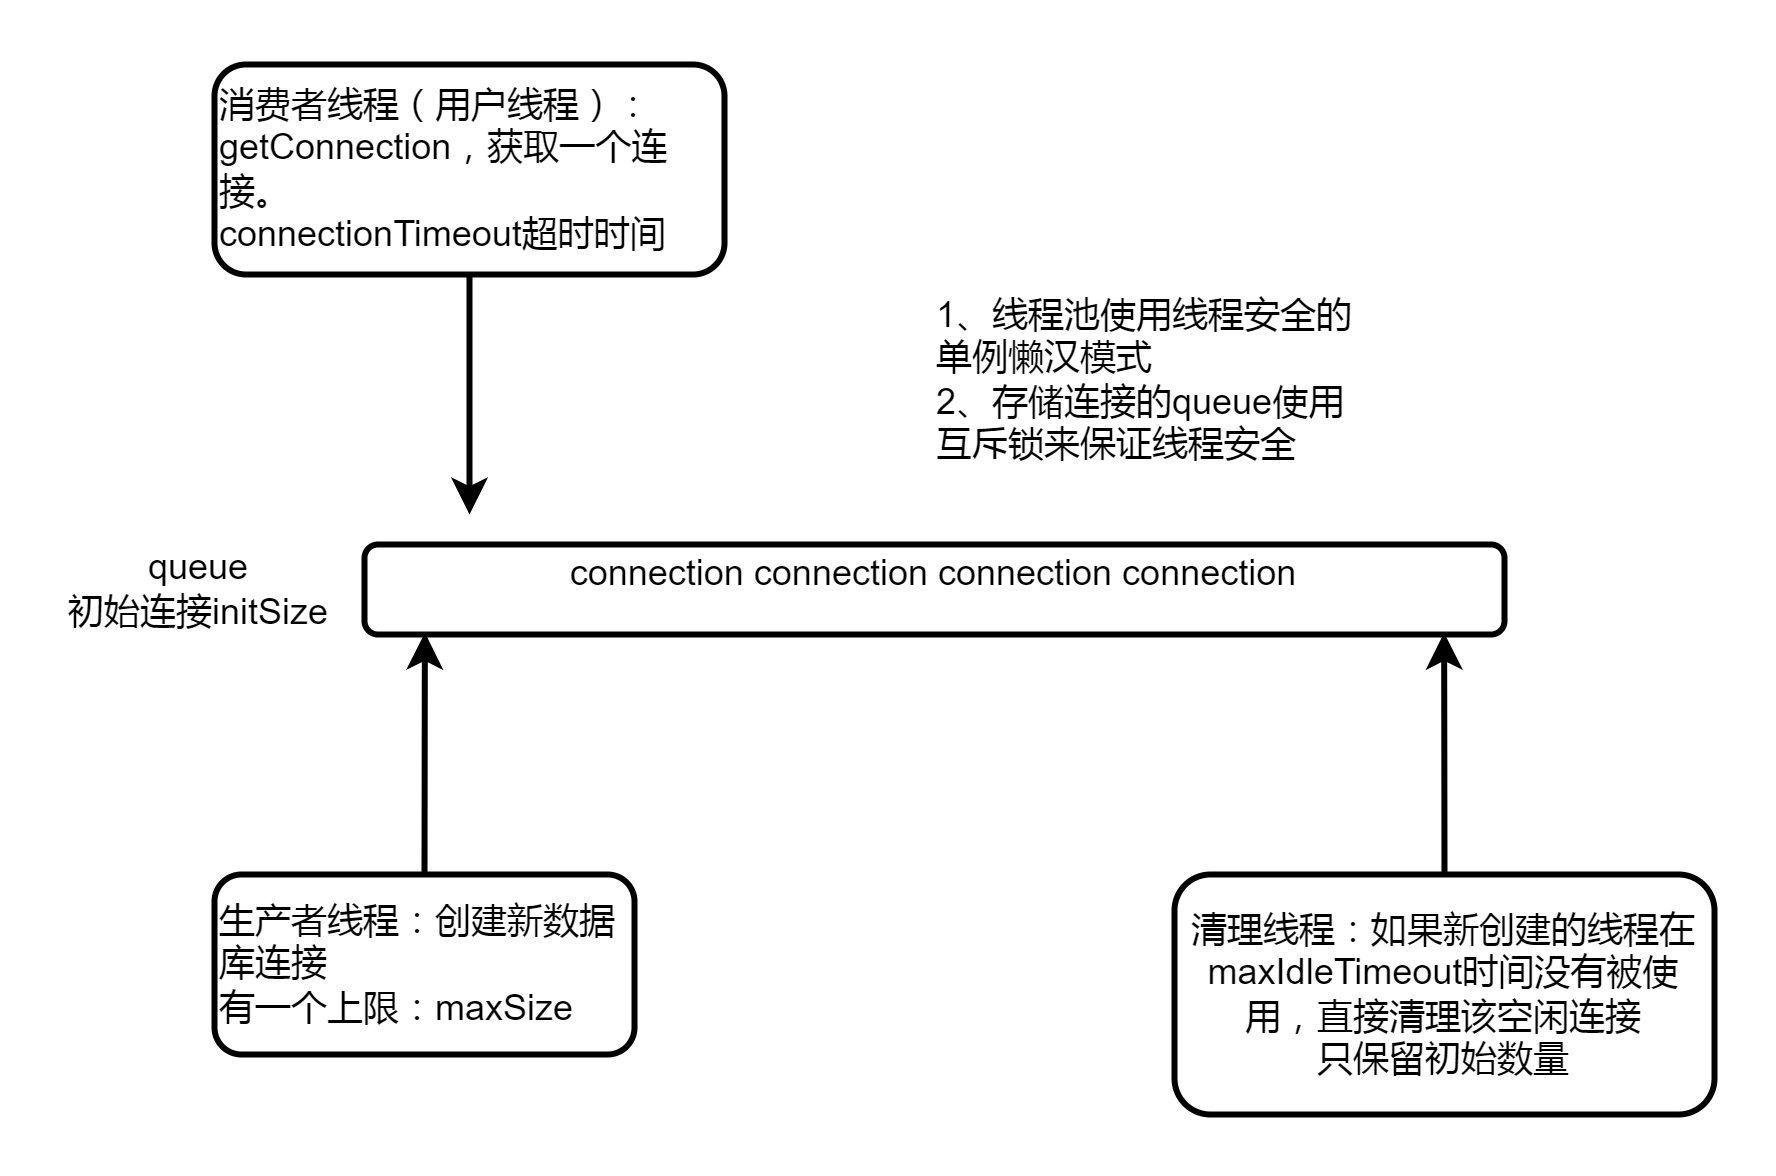 消费者线程（用户线程）：
getConnection，获取一个连
接。
connectionTimeout超时时间
1、线程池使用线程安全的
单例懒汉模式
2、存储连接的queue使用
互斥锁来保证线程安全
queue
初始连接initSize
connection connection connection connection
生产者线程：创建新数据
库连接
有一个上限：maxSize
清理线程：如果新创建的线程在
maxIdleTimeout时间没有被使
用，直接清理该空闲连接
只保留初始数量